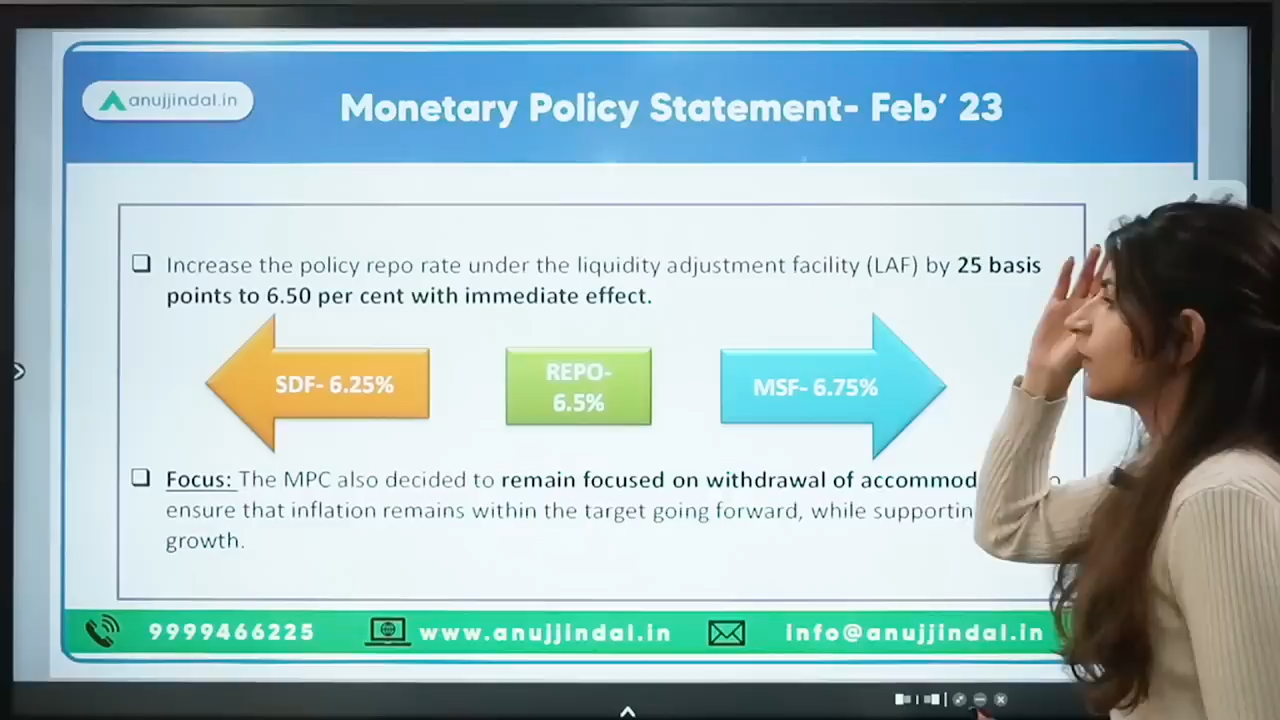 anujjindal.in
Monetary Policy Statement- Feb’ 23
Increase the policy repo rate under the liquidity adjustment facility (LAF) by 25 basis
points to 6.50 per cent with immediate effect.
SDF- 6.25%
REPO-
6.5%
MSF- 6.75%
Focus: The MPC also decided to remain focused on withdrawal of accommod
ensure that inflation remains within the target going forward, while supportin
growth.
9999466225
www.anujjindal.in
info@anujjindal.in